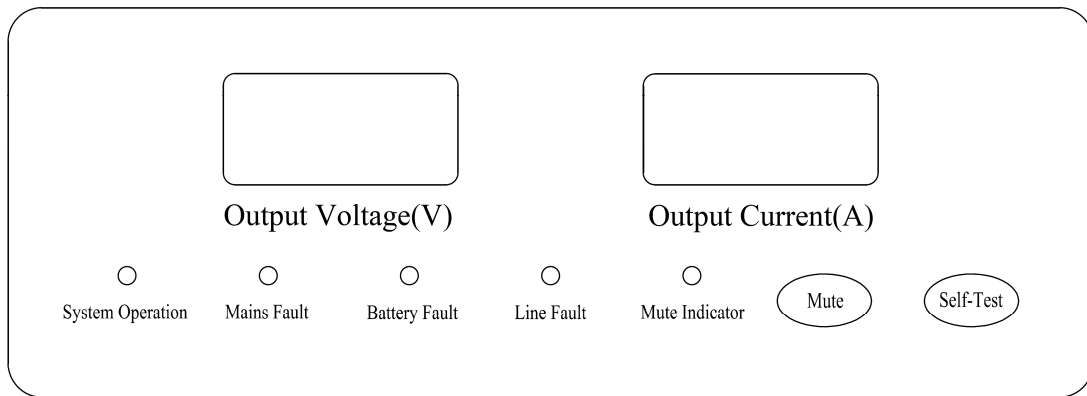 Output Voltage(V)
Output Current(A)
System Operation
Mains Fault
Battery Fault
Line Fault
Mute Indicator
Mute
Self-Test